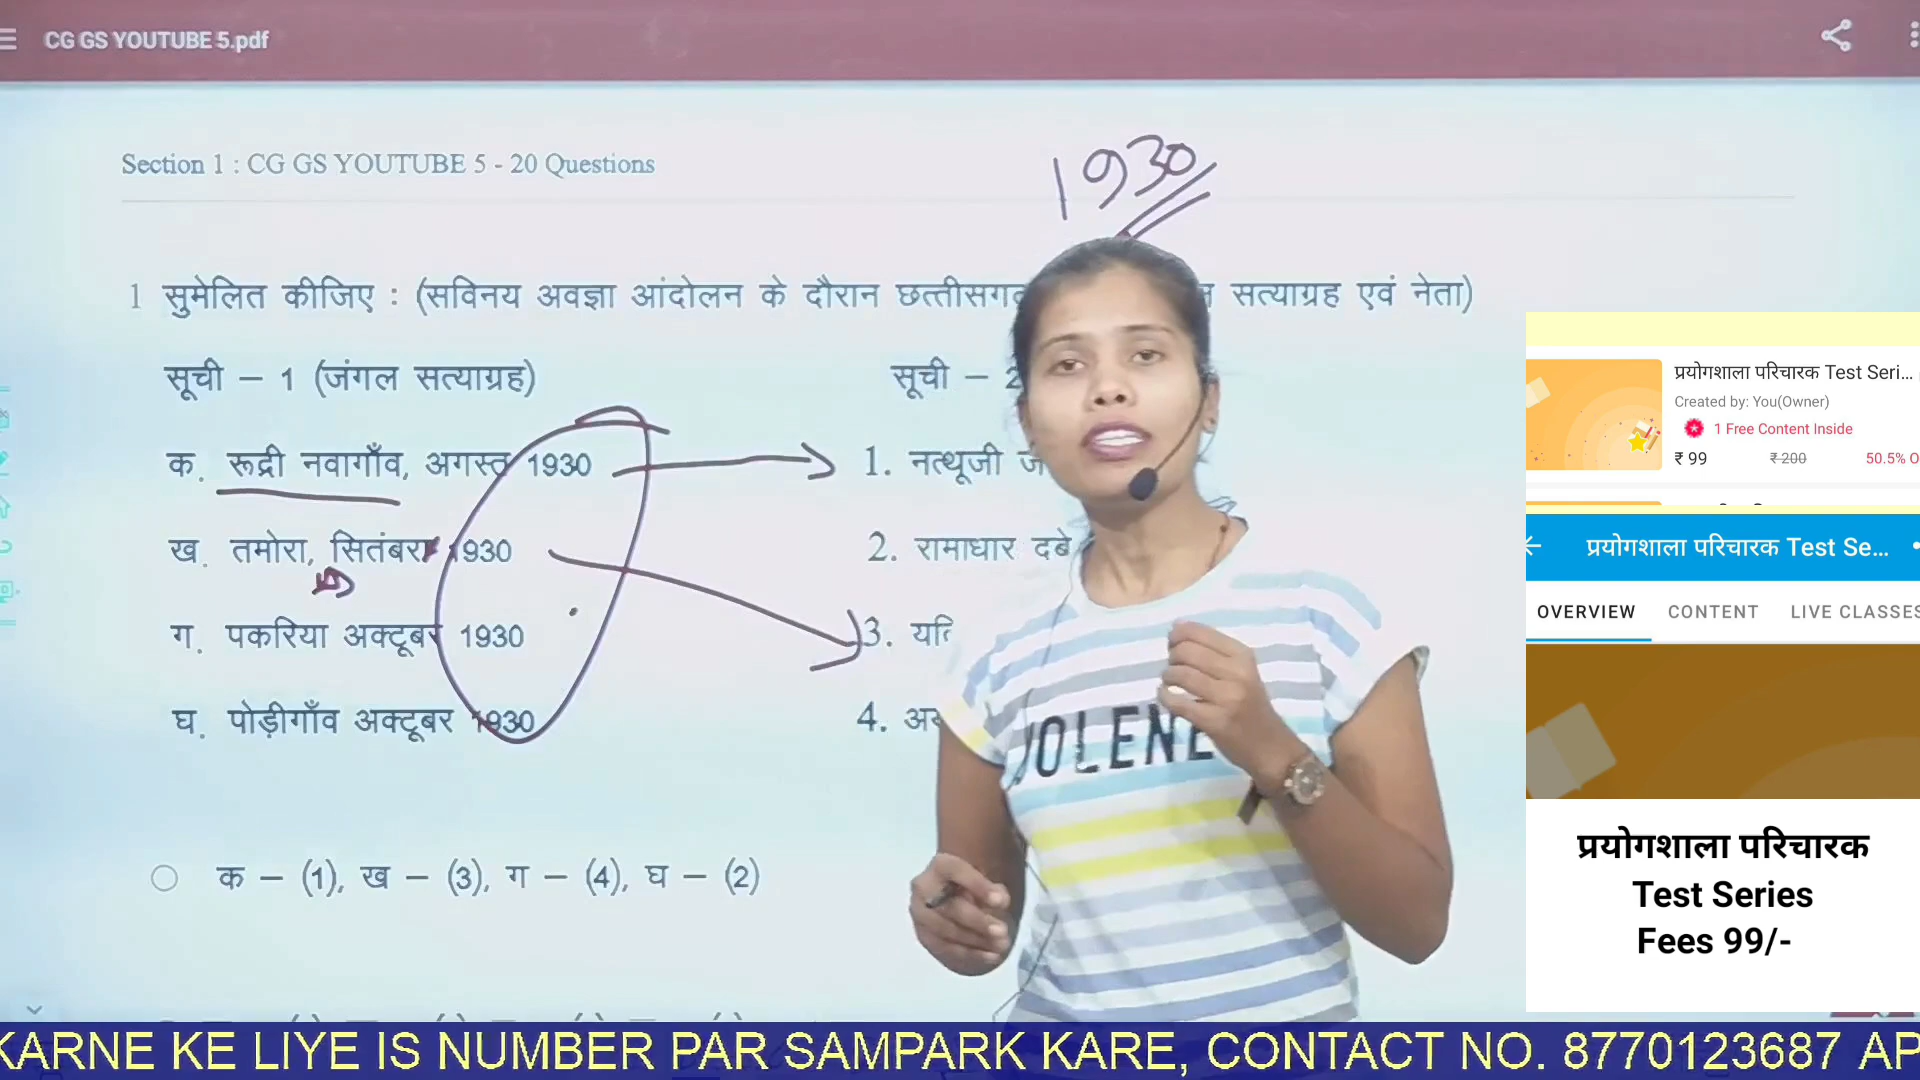 CG GS YOUTUBE 5.pdf
Section 1 : CG GS YOUTUBE 5 - 20 Questions
1930
1 सुमेलित कीजिए : (सविनय अवज्ञा आंदोलन के दौरान सत्याग्रह एवं नेता)
सूची – 1 (जंगल सत्याग्रह)
सूची –
क. रूद्री नवागाँव, अगस्त 1930
1. नत्थूजी
ख. तमोरा, सितंबर 1930
2. रामाधार दुबे
ग. पकरिया अक्टूबर 1930
3.
घ. पोड़ीगाँव अक्टूबर 1930
4.
क – (1), ख – (3), ग – (4), घ – (2)
JOLENE
प्रयोगशाला परिचारक Test Seri...
Created by: You(Owner)
1 Free Content Inside
₹ 99 ₹ 200 50.5% O
प्रयोगशाला परिचारक Test Se...
OVERVIEW CONTENT LIVE CLASSES
प्रयोगशाला परिचारक
Test Series
Fees 99/-
KARNE KE LIYE IS NUMBER PAR SAMPARK KARE, CONTACT NO. 8770123687 AP